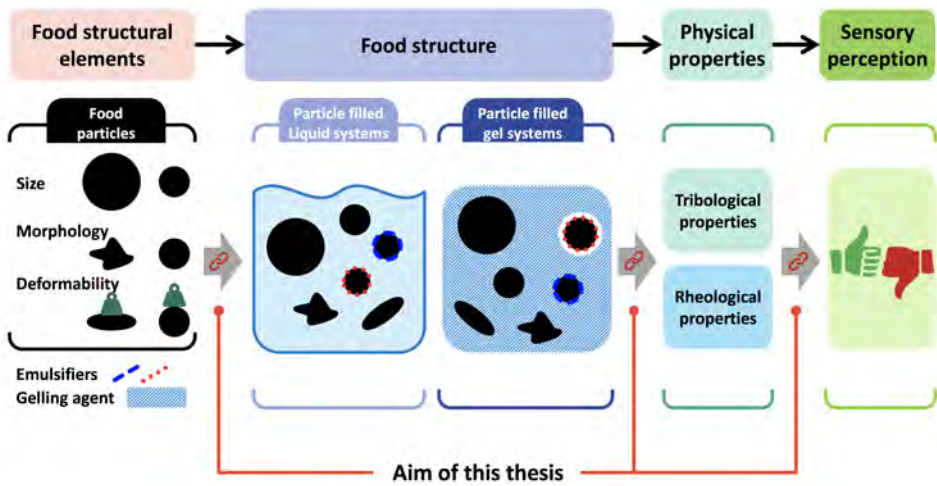 Food structural
elements
Food structure
Physical
properties
Sensory
perception
Food
particles
Particle filled
Liquid systems
Particle filled
gel systems
Size
Morphology
Deformability
Tribological
properties
Rheological
properties
Emulsifiers
Gelling agent
Aim of this thesis